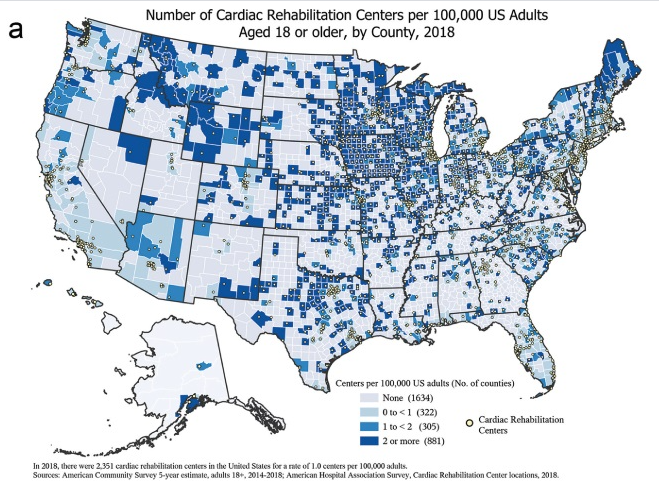 a
Number of Cardiac Rehabilitation Centers per 100,000 US Adults
Aged 18 or older, by County, 2018
Centers per 100,000 US adults (No. of counties)
None (1634)
0 to < 1 (322)
1 to < 2 (305)
2 or more (881)
Cardiac Rehabilitation
Centers
In 2018, there were 2,351 cardiac rehabilitation centers in the United States for a rate of 1.0 centers per 100,000 adults.
Sources: American Community Survey 5-year estimate, adults 18+, 2014-2018; American Hospital Association Survey, Cardiac Rehabilitation Center locations, 2018.